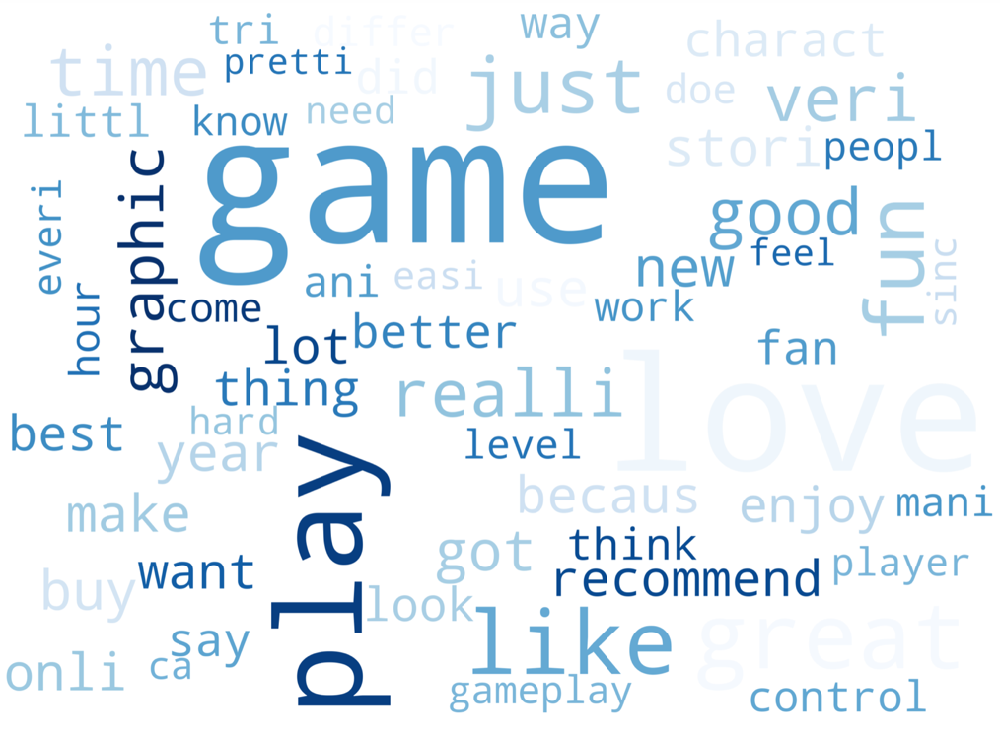 tri
differ
way
charact
time
pretti
did
just
doe
veri
littl
know
need
game
stori
peopl
everi
graphic
good
fun
sinc
feel
new
ani
easi
use
work
hour
come
lot
better
fan
thing
realli
love
best
hard
year
play
level
becaus
enjoy
mani
make
got
think
want
recommend
player
buy
look
like
great
say
onli
ca
gameplay
control